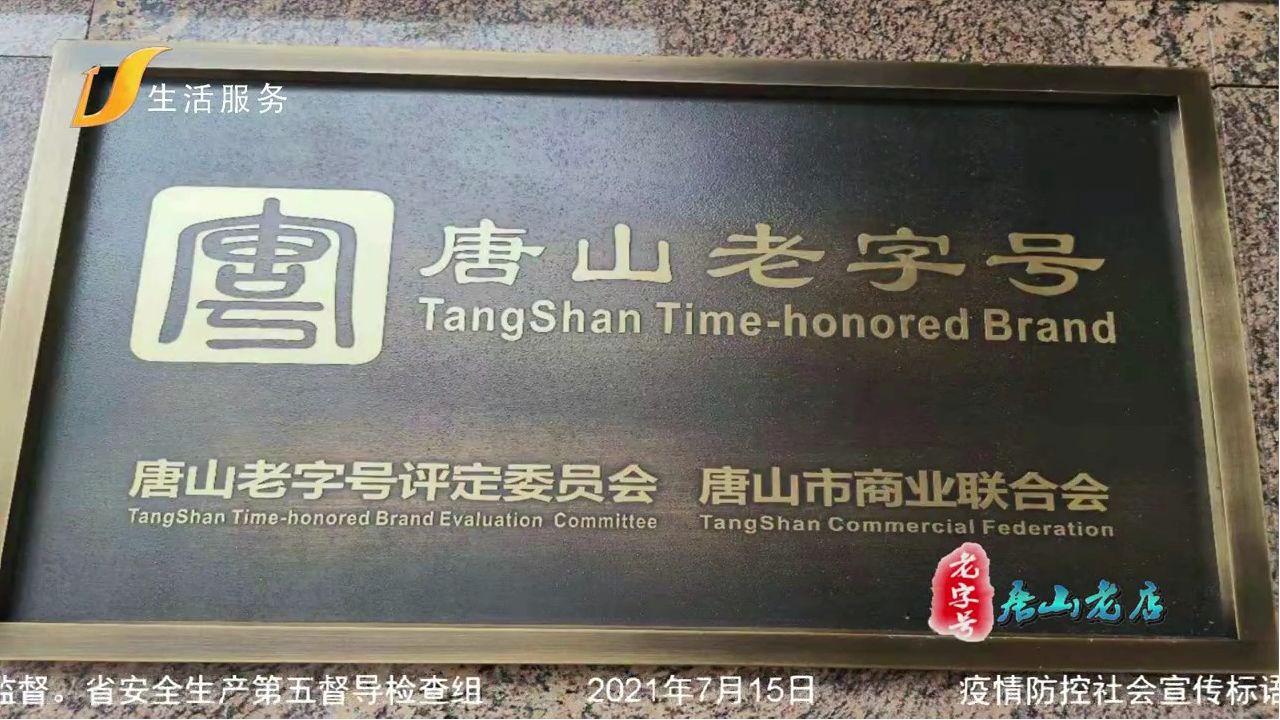 生活服务
唐山老字号
TangShan Time-honored Brand
唐山老字号评定委员会 唐山市商业联合会
TangShan Time-honored Brand Evaluation Committee TangShan Commercial Federation
老字号
唐山老店
监督。省安全生产第五督导检查组 2021年7月15日 疫情防控社会宣传标语